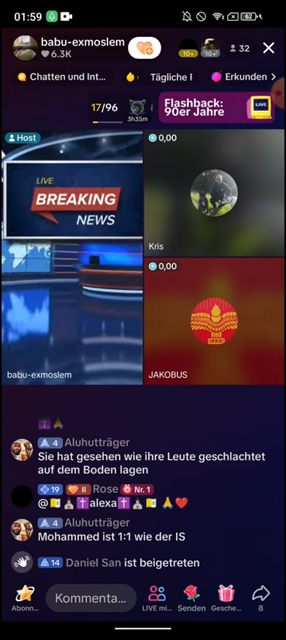 01:59
babu-exmoslem
6.3K
10+
10+
32
Chatten und Int...
Tägliche R
Erkunden
17/96
3h35m
Flashback:
90er Jahre
LIVE
Host
LIVE
BREAKING
NEWS
babu-exmoslem
0,00
Kris
0,00
JAKOBUS
4 Aluhutträger
Sie hat gesehen wie ihre Leute geschlachtet
auf dem Boden lagen
19 II Rose Nr. 1
@🇻🇦⛪✝️alexa✝️⛪🇻🇦🙏❤️
4 Aluhutträger
Mohammed ist 1:1 wie der IS
14 Daniel San ist beigetreten
Abonn...
Kommenta...
LIVE mi...
Senden
Gesche...
8